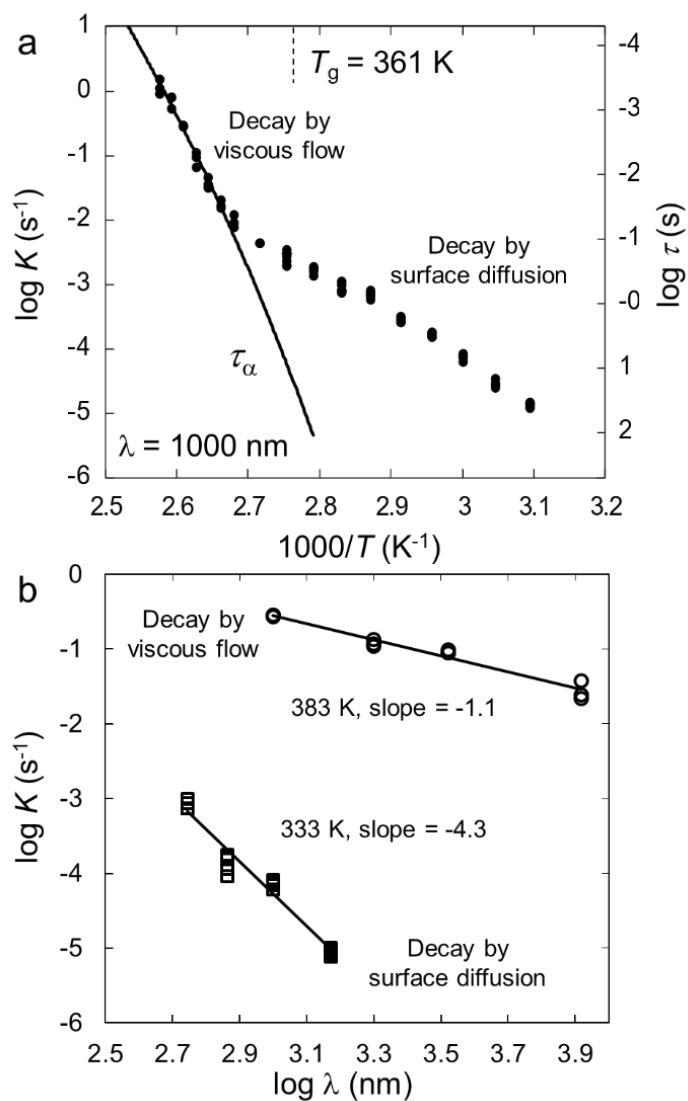 a
1
0
-1
-2
-3
-4
-5
-6
log K (s⁻¹)
Tg = 361 K
Decay by
viscous flow
Decay by
surface diffusion
τα
λ = 1000 nm
-4
-3
-2
-1
-0
1
2
log τ (s)
2.5 2.6 2.7 2.8 2.9 3 3.1 3.2
1000/T (K⁻¹)
b
0
-1
-2
-3
-4
-5
-6
log K (s⁻¹)
Decay by
viscous flow
383 K, slope = -1.1
333 K, slope = -4.3
Decay by
surface diffusion
2.5 2.7 2.9 3.1 3.3 3.5 3.7 3.9
log λ (nm)